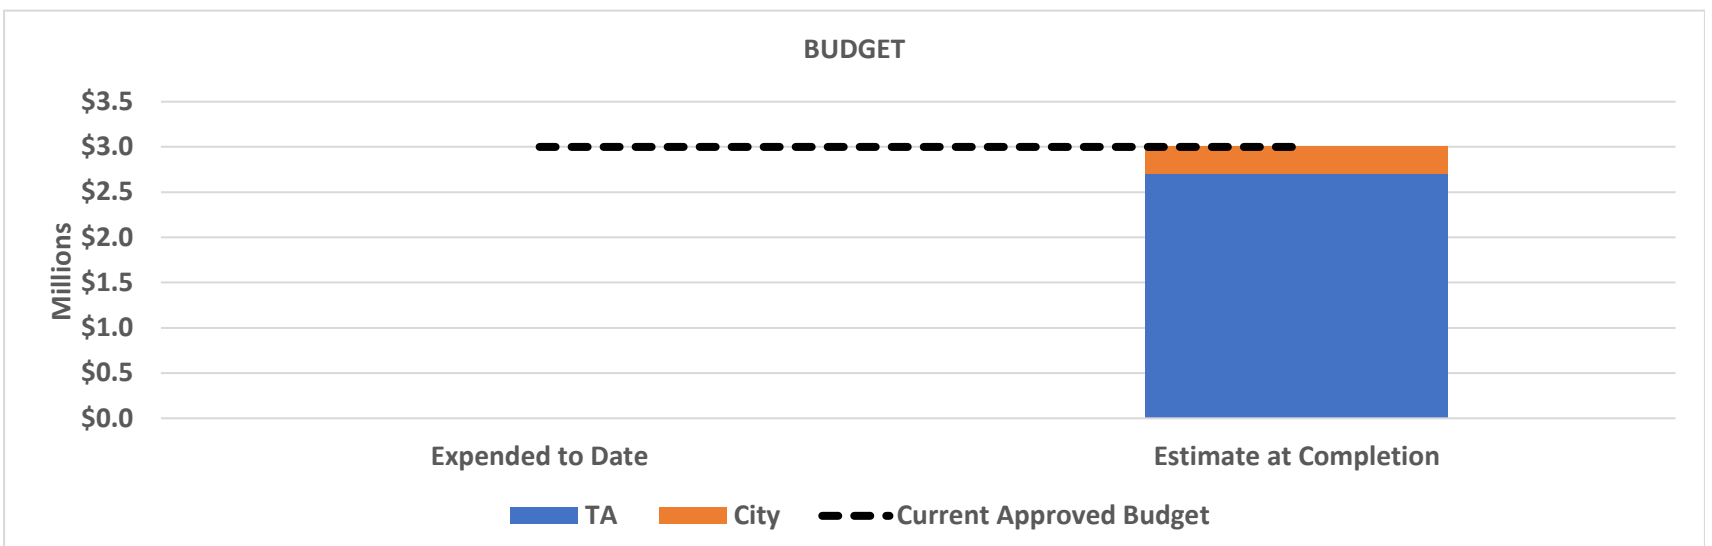 BUDGET
$3.5
$3.0
$2.5
$2.0
$1.5
$1.0
$0.5
$0.0
Millions
Expended to Date
Estimate at Completion
TA
City
Current Approved Budget